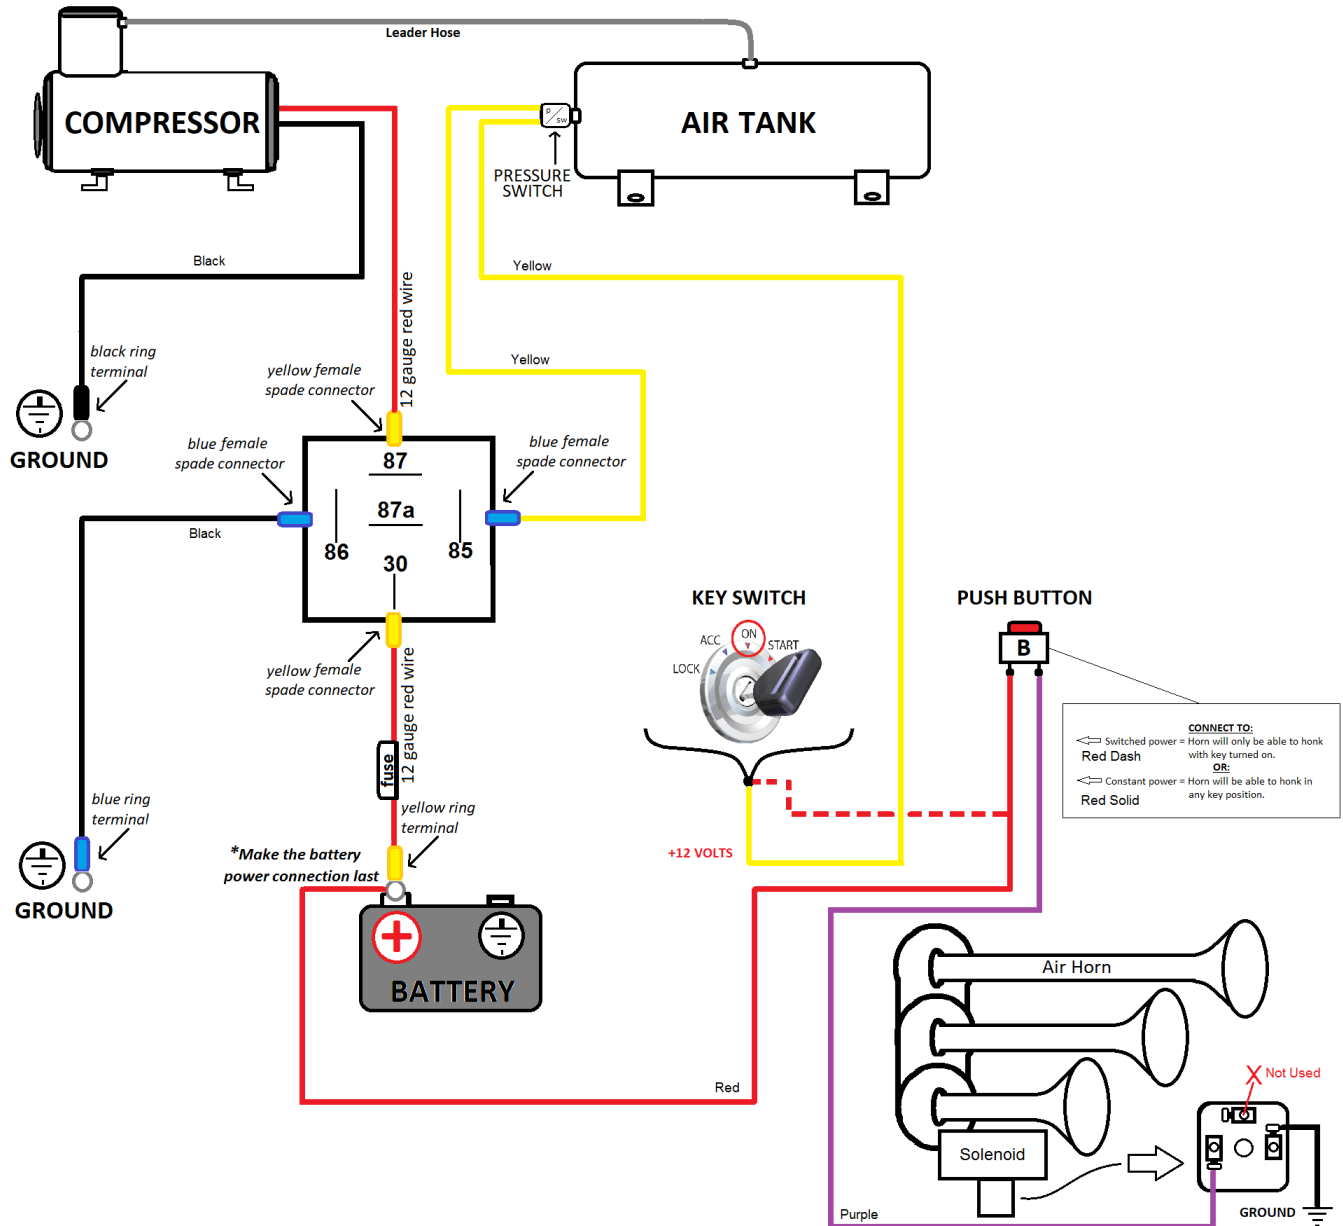 Leader Hose
COMPRESSOR
AIR TANK
p/sw
PRESSURE
SWITCH
Black
Yellow
12 gauge red wire
black ring
terminal
yellow female
spade connector
Yellow
GROUND
blue female
spade connector
87
blue female
spade connector
87a
Black
86
85
30
KEY SWITCH
PUSH BUTTON
ACC
ON
START
LOCK
B
yellow female
spade connector
12 gauge red wire
fuse
CONNECT TO:
Switched power = Horn will only be able to honk
Red Dash
with key turned on.
OR:
Constant power = Horn will be able to honk in
Red Solid
any key position.
blue ring
terminal
yellow ring
terminal
*Make the battery
power connection last
+12 VOLTS
GROUND
BATTERY
Air Horn
Red
X Not Used
Solenoid
Purple
GROUND